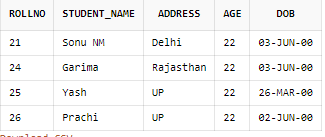 ROLLNO STUDENT_NAME ADDRESS AGE DOB
21 Sonu NM Delhi 22 03-JUN-00
24 Garima Rajasthan 22 03-JUN-00
25 Yash UP 22 26-MAR-00
26 Prachi UP 22 02-JUN-00
Download CSV